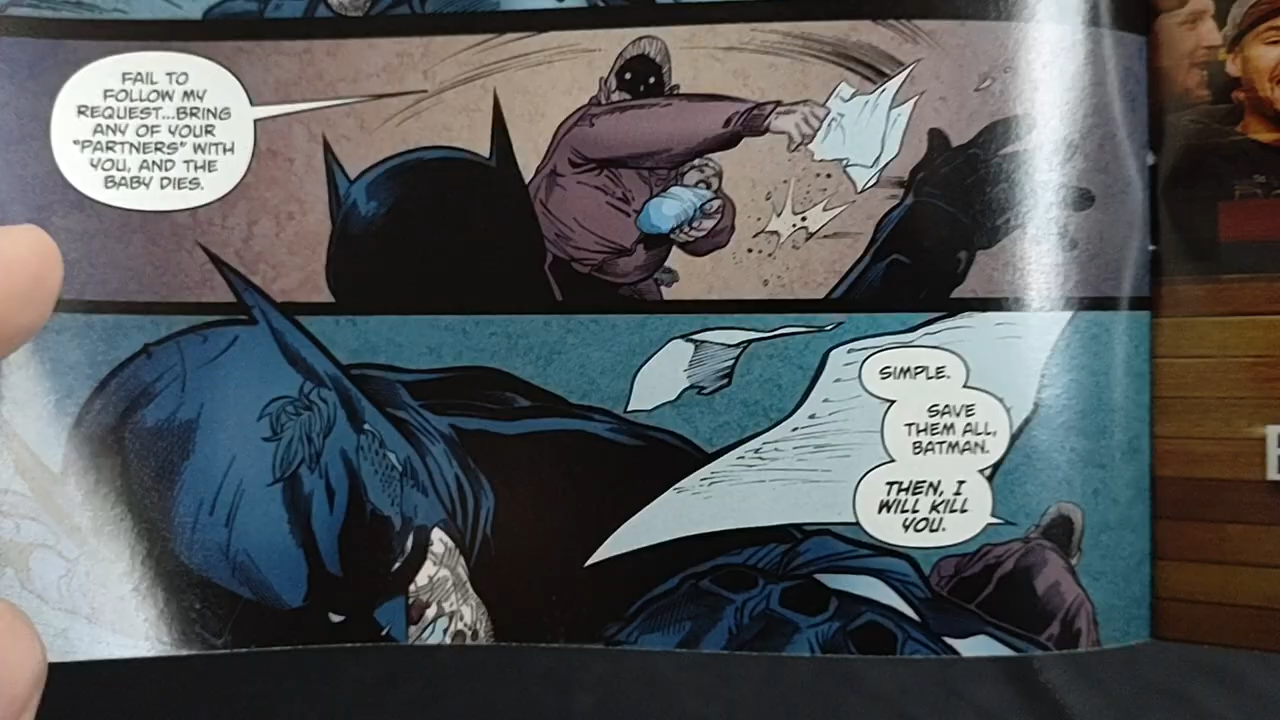 FAIL TO
FOLLOW MY
REQUEST...BRING
ANY OF YOUR
"PARTNERS" WITH
YOU, AND THE
BABY DIES.
SIMPLE.
SAVE
THEM ALL,
BATMAN.
THEN, I
WILL KILL
YOU.